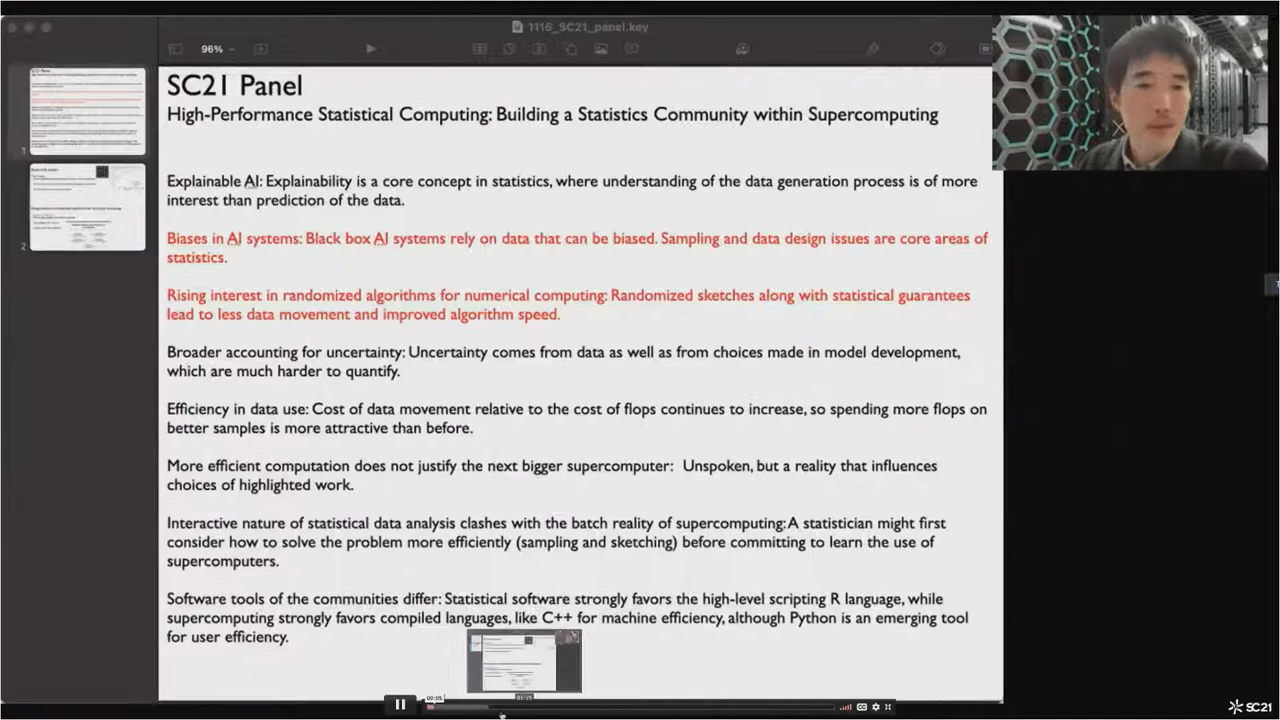 1116_SC21_panel.key
96%
1
2
SC21 Panel
High-Performance Statistical Computing: Building a Statistics Community within Supercomputing
Explainable AI: Explainability is a core concept in statistics, where understanding of the data generation process is of more
interest than prediction of the data.
Biases in AI systems: Black box AI systems rely on data that can be biased. Sampling and data design issues are core areas of
statistics.
Rising interest in randomized algorithms for numerical computing: Randomized sketches along with statistical guarantees
lead to less data movement and improved algorithm speed.
Broader accounting for uncertainty: Uncertainty comes from data as well as from choices made in model development,
which are much harder to quantify.
Efficiency in data use: Cost of data movement relative to the cost of flops continues to increase, so spending more flops on
better samples is more attractive than before.
More efficient computation does not justify the next bigger supercomputer: Unspoken, but a reality that influences
choices of highlighted work.
Interactive nature of statistical data analysis clashes with the batch reality of supercomputing: A statistician might first
consider how to solve the problem more efficiently (sampling and sketching) before committing to learn the use of
supercomputers.
Software tools of the communities differ: Statistical software strongly favors the high-level scripting R language, while
supercomputing strongly favors compiled languages, like C++ for machine efficiency, although Python is an emerging tool
for user efficiency.
00:05
01:15
CC
SC21